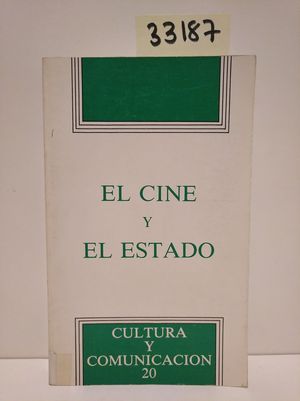 33187
EL CINE
Y
EL ESTADO
CULTURA
Y
COMUNICACION
20